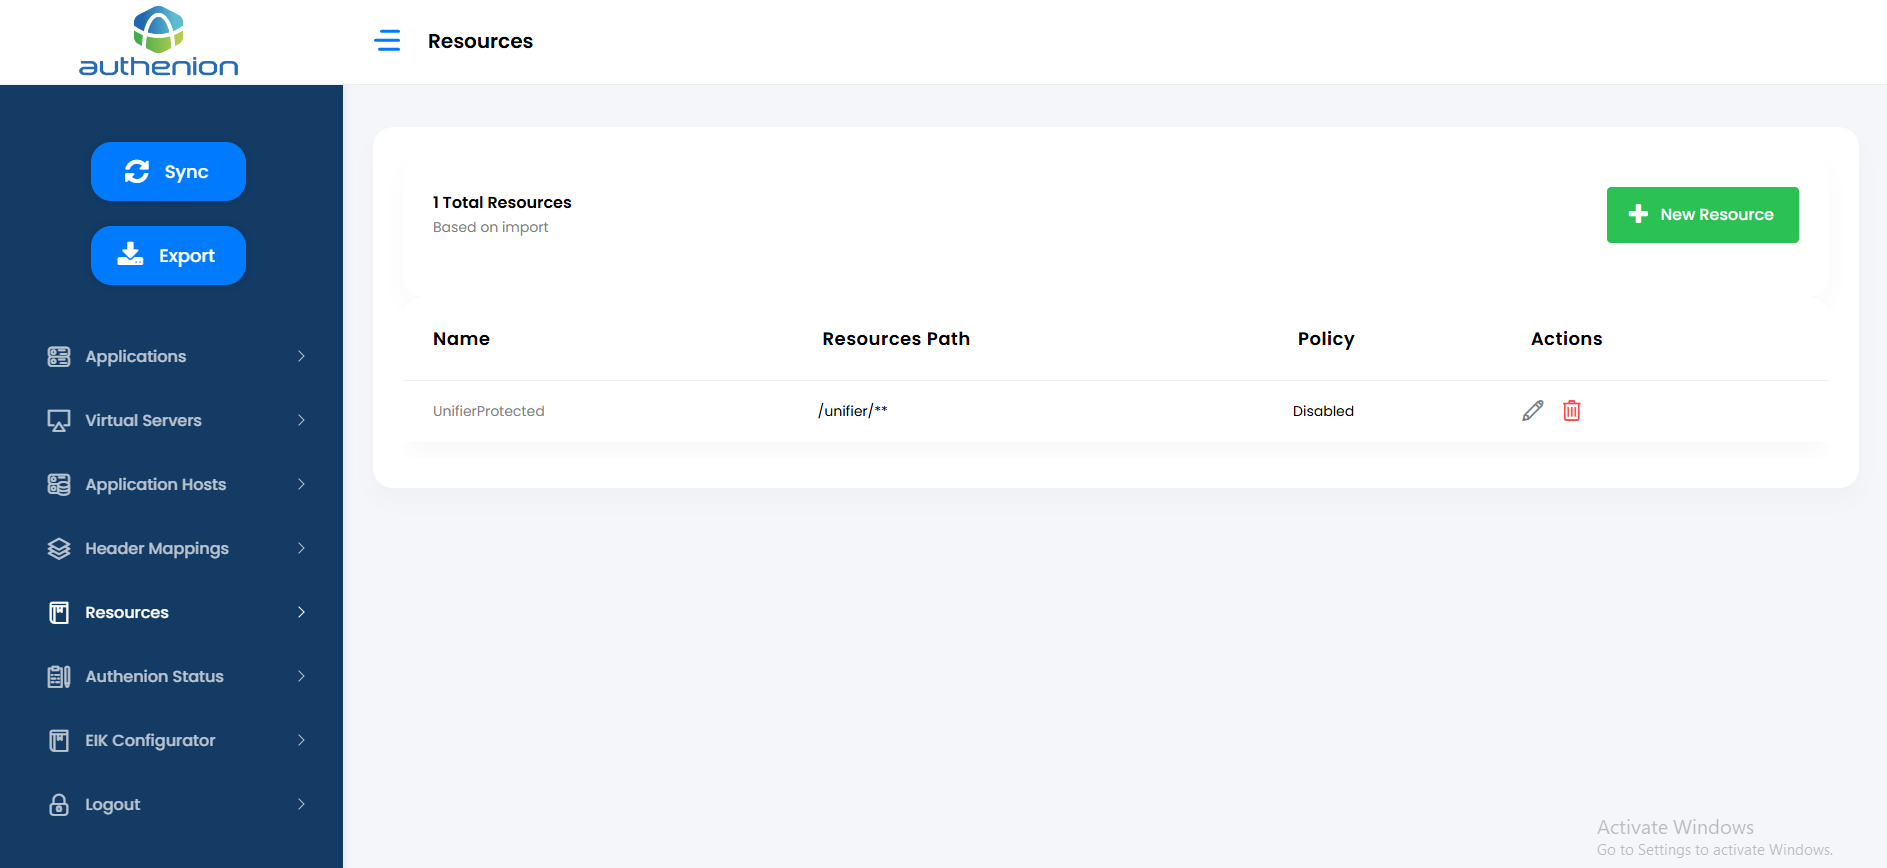 authenion
Resources
Sync
Export
Applications
Virtual Servers
Application Hosts
Header Mappings
Resources
Authenion Status
EIK Configurator
Logout
1 Total Resources
Based on import
New Resource
Name Resources Path Policy Actions
UnifierProtected /unifier/** Disabled
Activate Windows
Go to Settings to activate Windows.